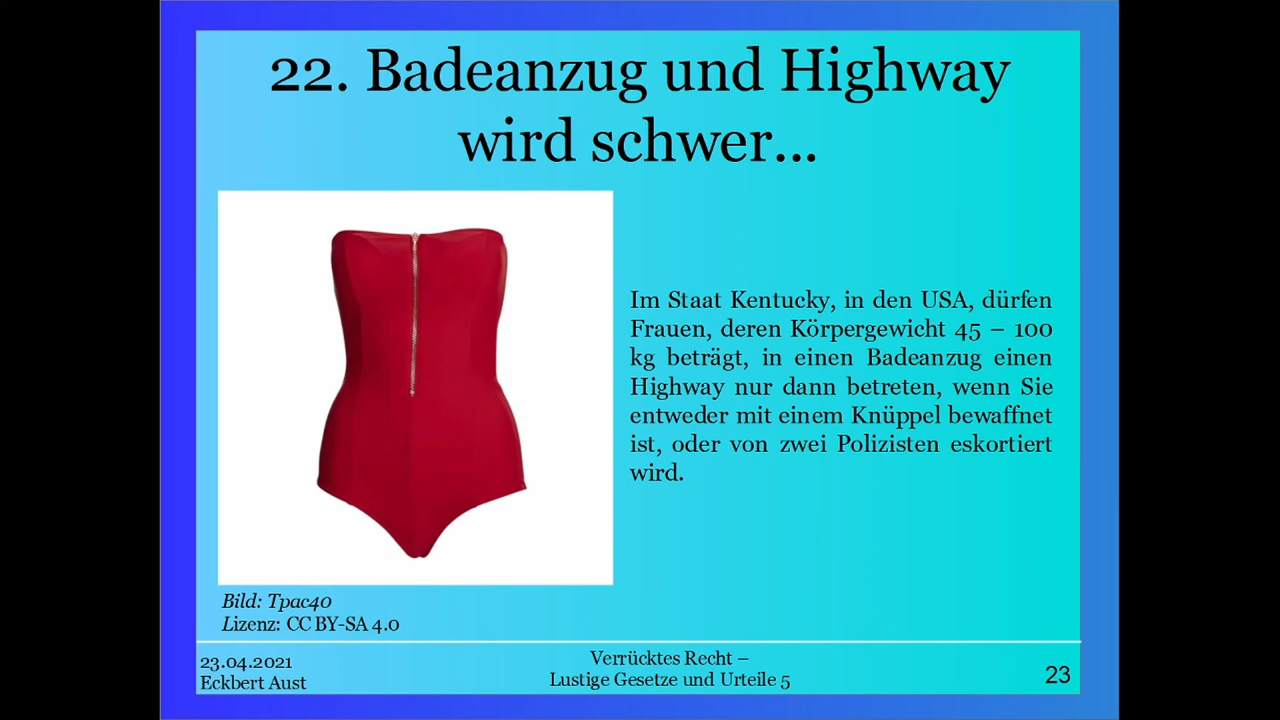 22. Badeanzug und Highway
wird schwer...
Im Staat Kentucky, in den USA, dürfen
Frauen, deren Körpergewicht 45 – 100
kg beträgt, in einen Badeanzug einen
Highway nur dann betreten, wenn Sie
entweder mit einem Knüppel bewaffnet
ist, oder von zwei Polizisten eskortiert
wird.
Bild: Tpac40
Lizenz: CC BY-SA 4.0
23.04.2021
Eckbert Aust
Verrücktes Recht –
Lustige Gesetze und Urteile 5
23